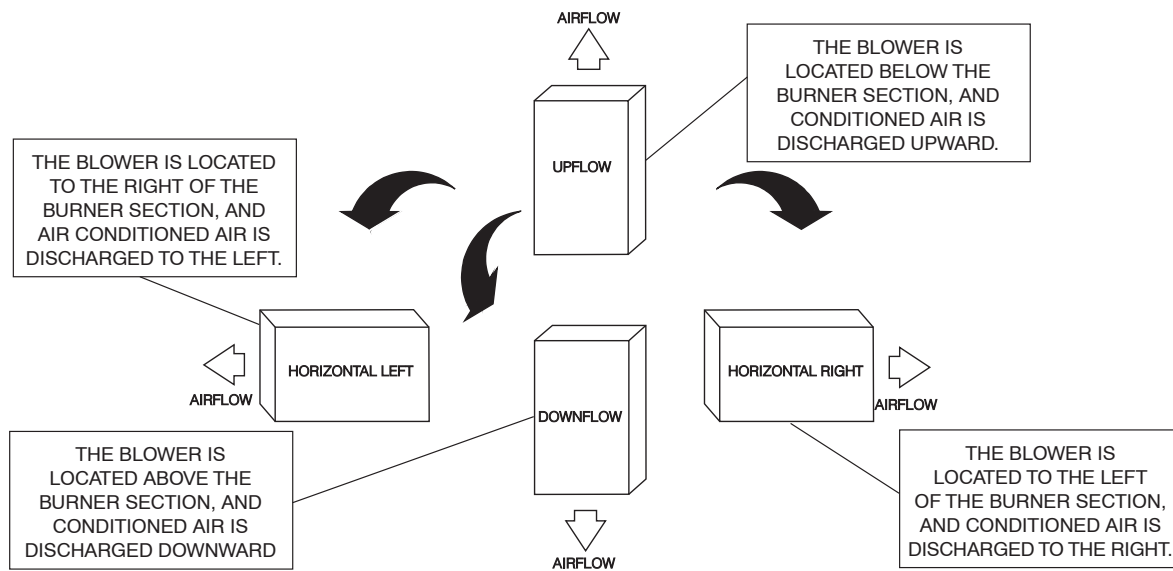 AIRFLOW
THE BLOWER IS
LOCATED BELOW THE
BURNER SECTION, AND
CONDITIONED AIR IS
DISCHARGED UPWARD.
UPFLOW
THE BLOWER IS LOCATED
TO THE RIGHT OF THE
BURNER SECTION, AND
AIR CONDITIONED AIR IS
DISCHARGED TO THE LEFT.
HORIZONTAL LEFT
AIRFLOW
HORIZONTAL RIGHT
AIRFLOW
DOWNFLOW
THE BLOWER IS
LOCATED ABOVE THE
BURNER SECTION, AND
CONDITIONED AIR IS
DISCHARGED DOWNWARD
THE BLOWER IS
LOCATED TO THE LEFT
OF THE BURNER SECTION,
AND CONDITIONED AIR IS
DISCHARGED TO THE RIGHT.
AIRFLOW